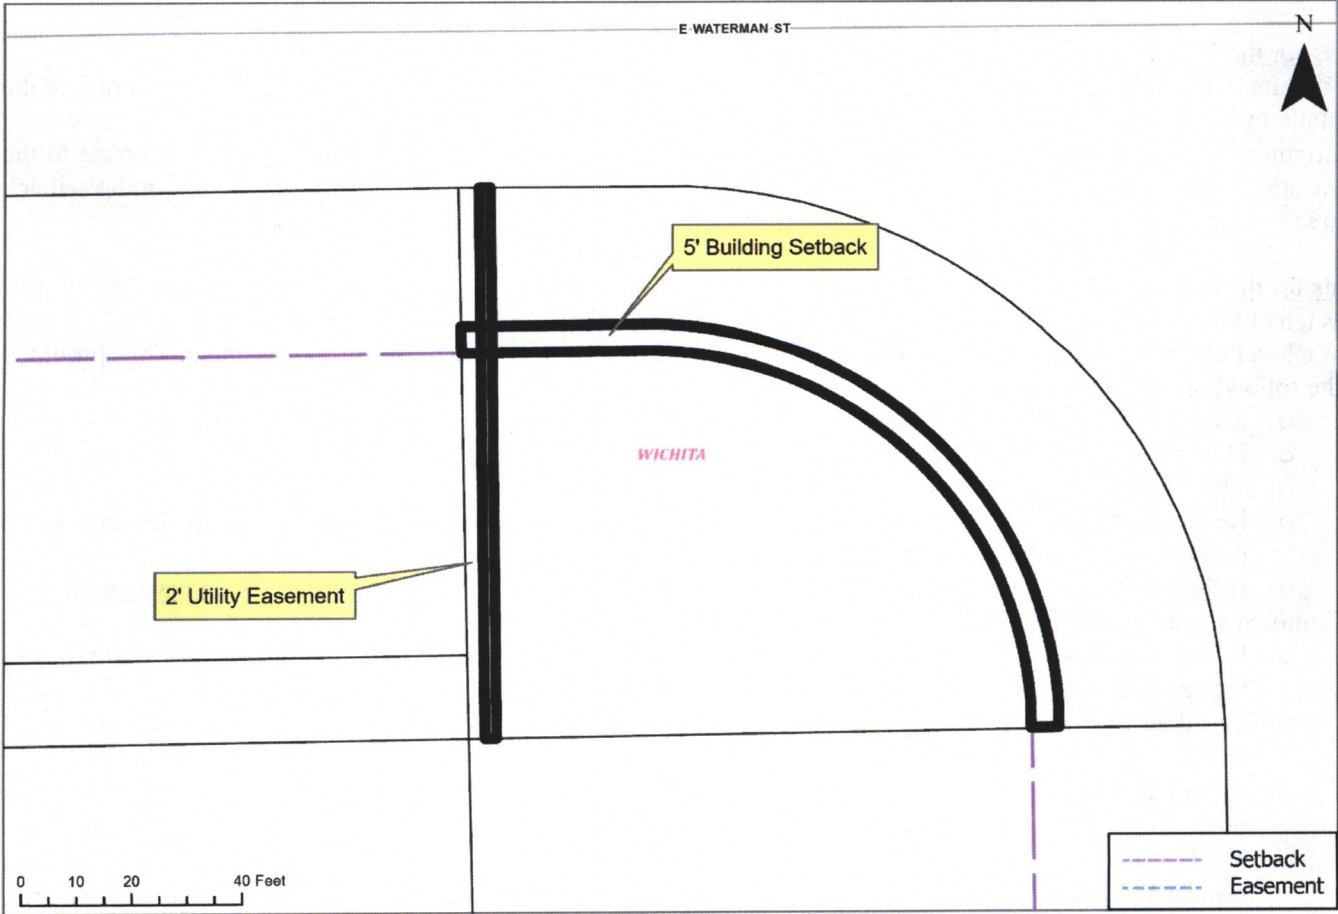 E WATERMAN ST
N
5' Building Setback
WICHITA
2' Utility Easement
0 10 20 40 Feet
Setback
Easement